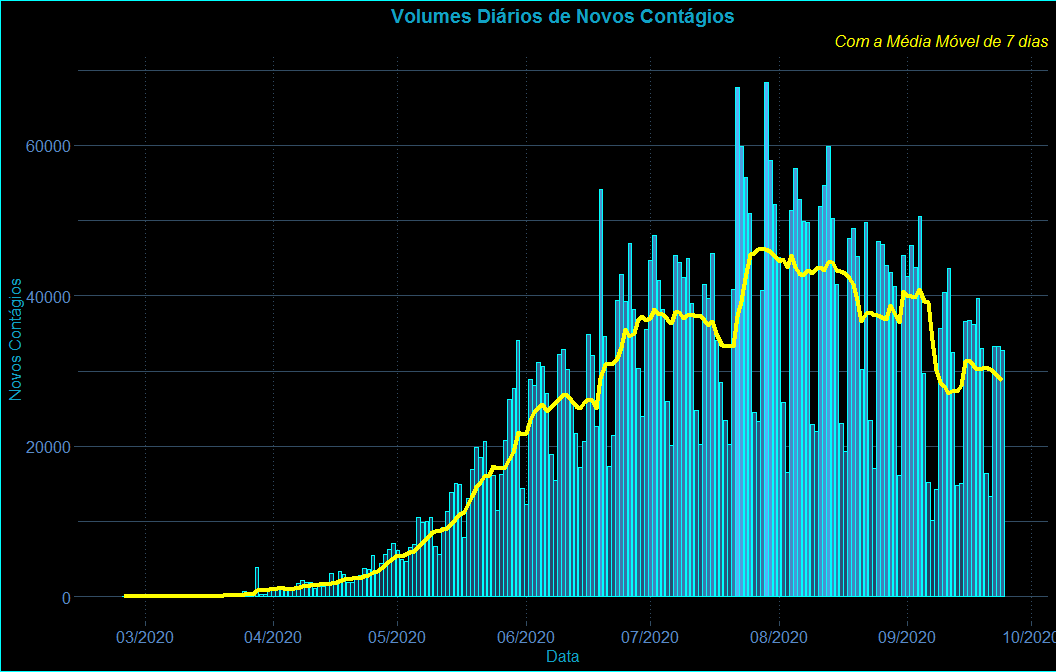 Volumes Diários de Novos Contágios
Com a Média Móvel de 7 dias
60000
40000
20000
0
Novos Contágios
03/2020 04/2020 05/2020 06/2020 07/2020 08/2020 09/2020 10/2020
Data